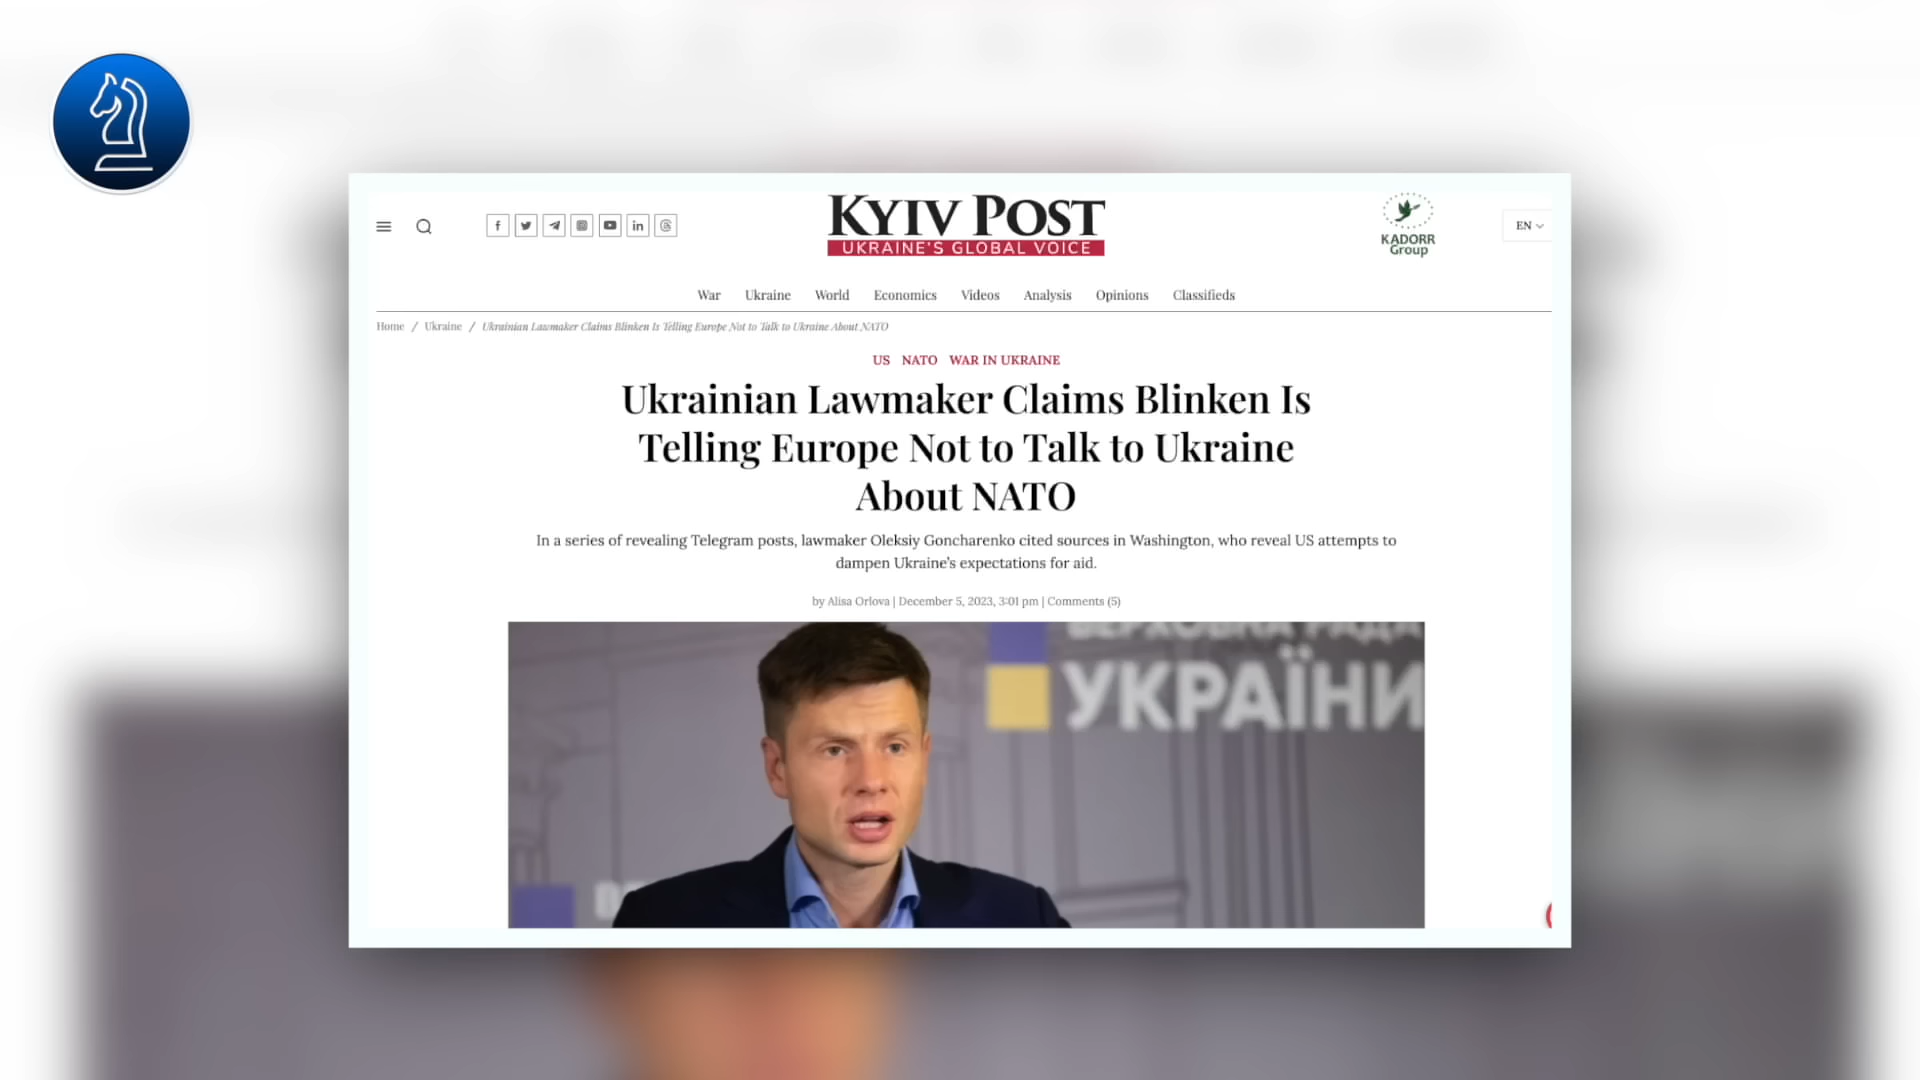 KYIV POST
UKRAINE'S GLOBAL VOICE
KADORR
Group
EN
War Ukraine World Economics Videos Analysis Opinions Classifieds
Home / Ukraine / Ukrainian Lawmaker Claims Blinken Is Telling Europe Not to Talk to Ukraine About NATO
US NATO WAR IN UKRAINE
Ukrainian Lawmaker Claims Blinken Is
Telling Europe Not to Talk to Ukraine
About NATO
In a series of revealing Telegram posts, lawmaker Oleksiy Goncharenko cited sources in Washington, who reveal US attempts to
dampen Ukraine's expectations for aid.
by Alisa Orlova | December 5, 2023, 3:01 pm | Comments (5)
ВЕРХОВНА РАДА
УКРАЇНИ
ВЕ